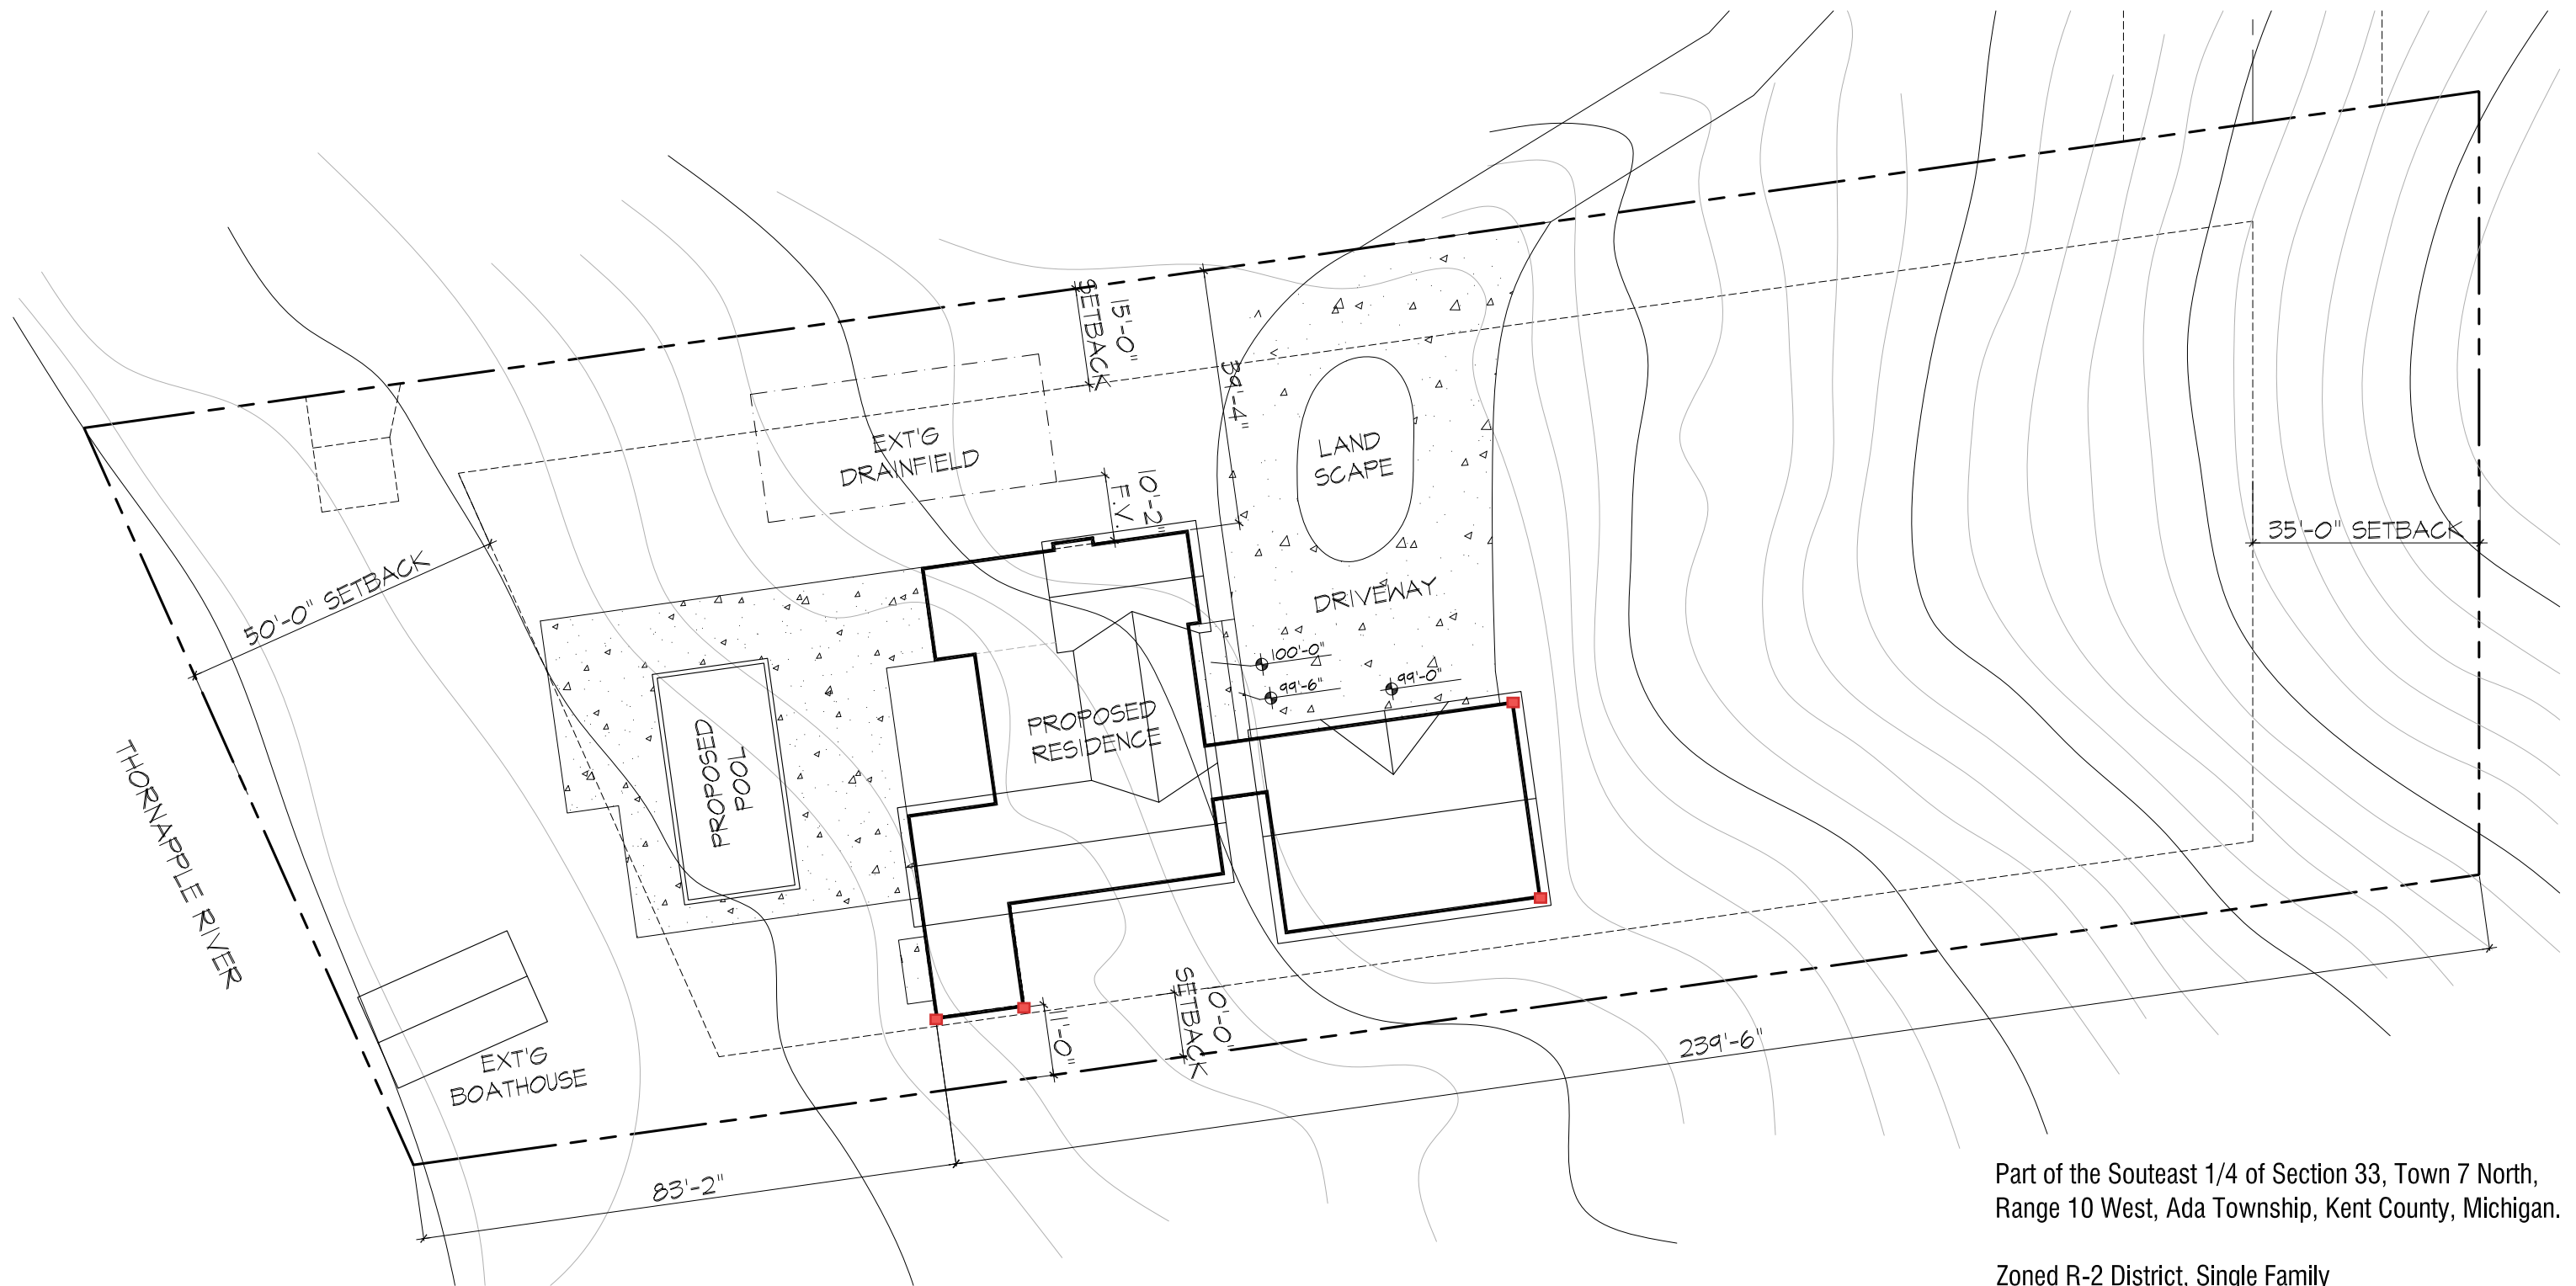 15'-0"
SETBACK
39'-4"
EXT'G
DRAINFIELD
10'-2"
F.V.
LAND
SCAPE
35'-0" SETBACK
50'-0" SETBACK
DRIVEWAY
100'-0"
99'-6"
99'-0"
PROPOSED
RESIDENCE
PROPOSED
POOL
THORNAPPLE RIVER
EXT'G
BOATHOUSE
11'-0"
10'-0"
SETBACK
239'-6"
83'-2"
Part of the Souteast 1/4 of Section 33, Town 7 North,
Range 10 West, Ada Township, Kent County, Michigan.
Zoned R-2 District, Single Family